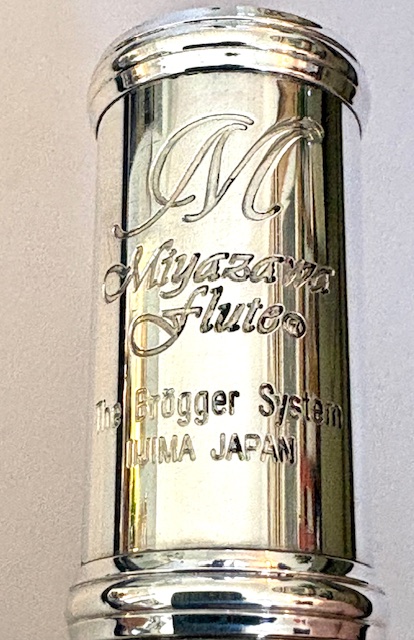 M
Miyazawa
Flute®
The Brögger System
IIJIMA JAPAN